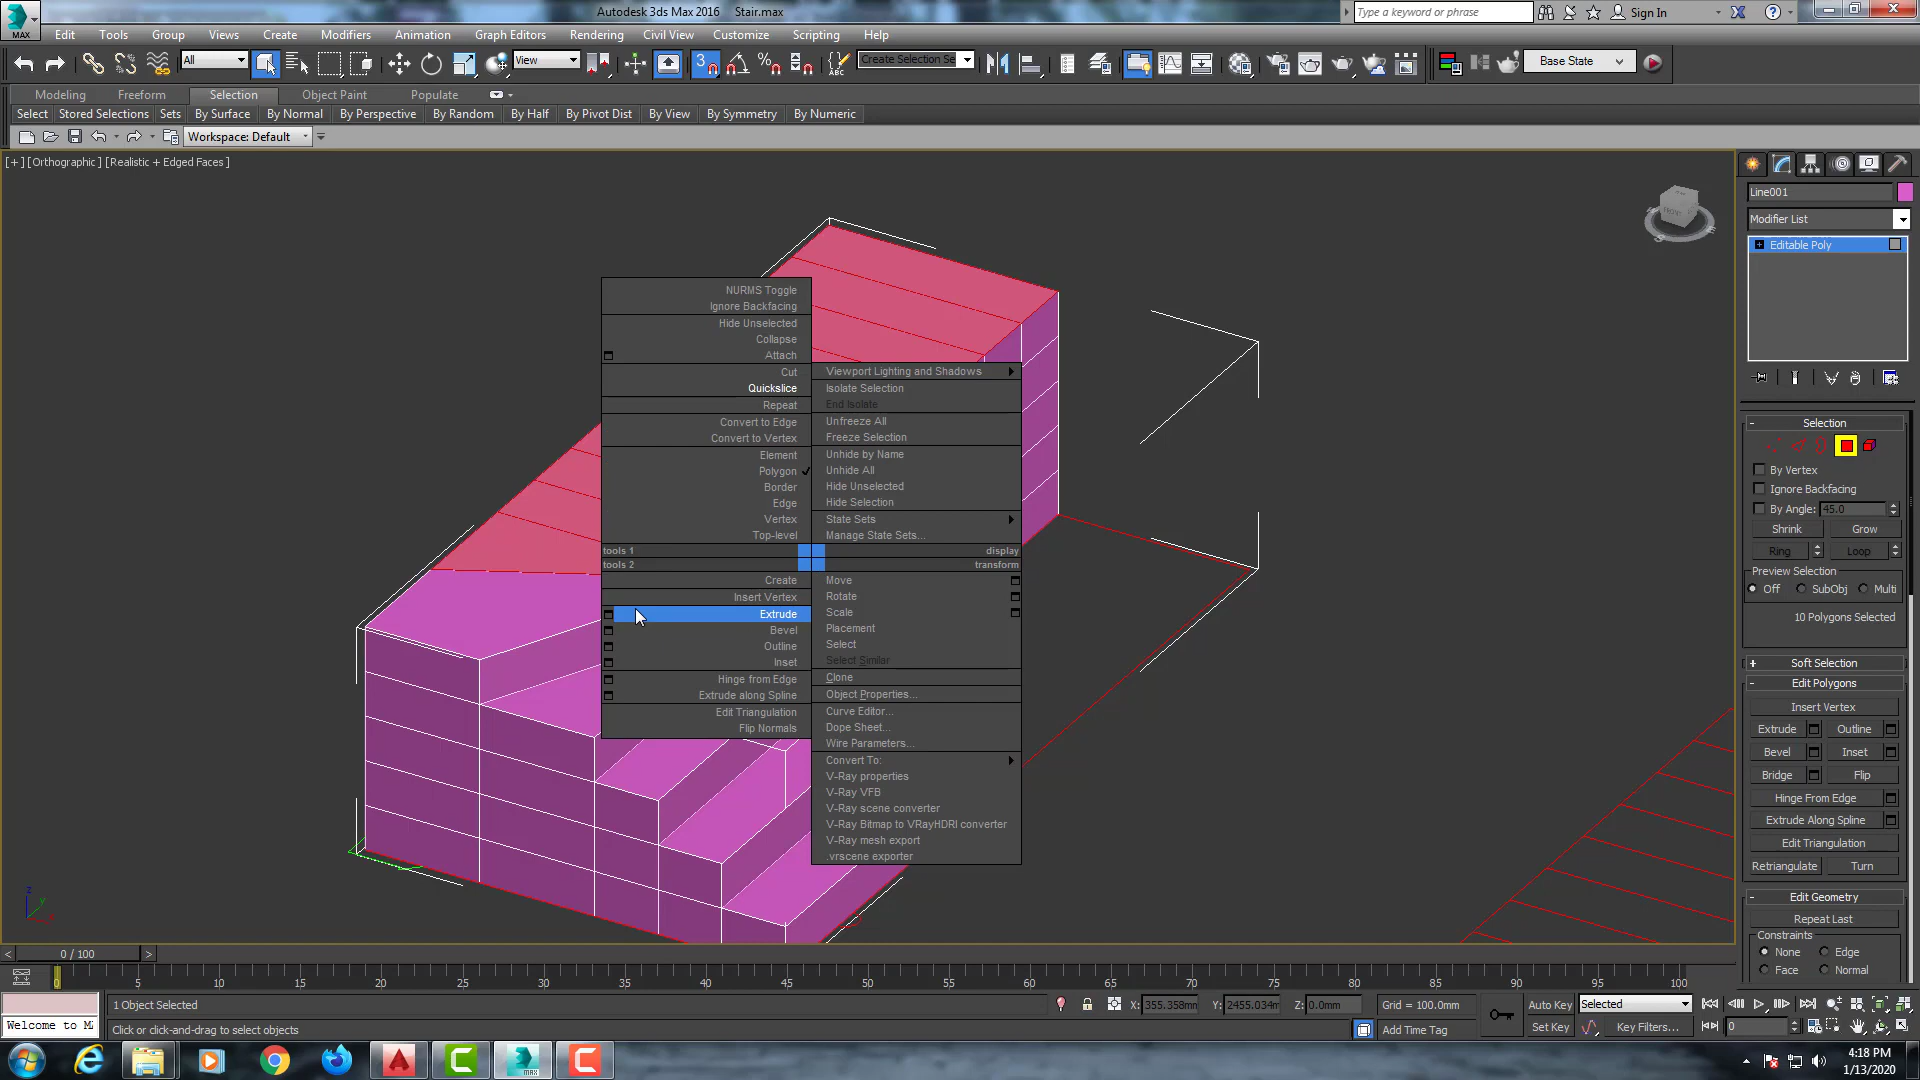 Autodesk 3ds Max 2016 Stair.max
Type a keyword or phrase
Sign In
MAX
Edit Tools Group Views Create Modifiers Animation Graph Editors Rendering Civil View Customize Scripting Help
All
View
3
ABC
Create Selection Se
Base State
Modeling Freeform Selection Object Paint Populate
Select Stored Selections Sets By Surface By Normal By Perspective By Random By Half By Pivot Dist By View By Symmetry By Numeric
Workspace: Default
[+] [Orthographic] [Realistic + Edged Faces]
NURMS Toggle
Ignore Backfacing
Hide Unselected
Collapse
Attach
Cut
Quickslice
Repeat
Convert to Edge
Convert to Vertex
Element
Polygon
Border
Edge
Vertex
Top-level
tools 1
tools 2
Create
Insert Vertex
Extrude
Bevel
Outline
Inset
Hinge from Edge
Extrude along Spline
Edit Triangulation
Flip Normals
Viewport Lighting and Shadows
Isolate Selection
End Isolate
Unfreeze All
Freeze Selection
Unhide by Name
Unhide All
Hide Unselected
Hide Selection
State Sets
Manage State Sets...
display
transform
Move
Rotate
Scale
Placement
Select
Select Similar
Clone
Object Properties...
Curve Editor...
Dope Sheet...
Wire Parameters...
Convert To:
V-Ray properties
V-Ray VFB
V-Ray scene converter
V-Ray Bitmap to VRayHDRI converter
V-Ray mesh export
.vrscene exporter
Line001
Modifier List
Editable Poly
Selection
By Vertex
Ignore Backfacing
By Angle: 45.0
Shrink Grow
Ring Loop
Preview Selection
Off SubObj Multi
10 Polygons Selected
Soft Selection
Edit Polygons
Insert Vertex
Extrude Outline
Bevel Inset
Bridge Flip
Hinge From Edge
Extrude Along Spline
Edit Triangulation
Retriangulate Turn
Edit Geometry
Repeat Last
Constraints
None Edge
Face Normal
z
y
< 0 / 100 >
0 5 10 15 20 25 30 35 40 45 50 55 60 65 70 75 80 85 90 95 100
1 Object Selected
X: 355.358mm Y: 2455.034m Z: 0.0mm Grid = 100.0mm
Auto Key Selected
Welcome to M
Click or click-and-drag to select objects
Add Time Tag
Set Key Key Filters... 0
4:18 PM
1/13/2020